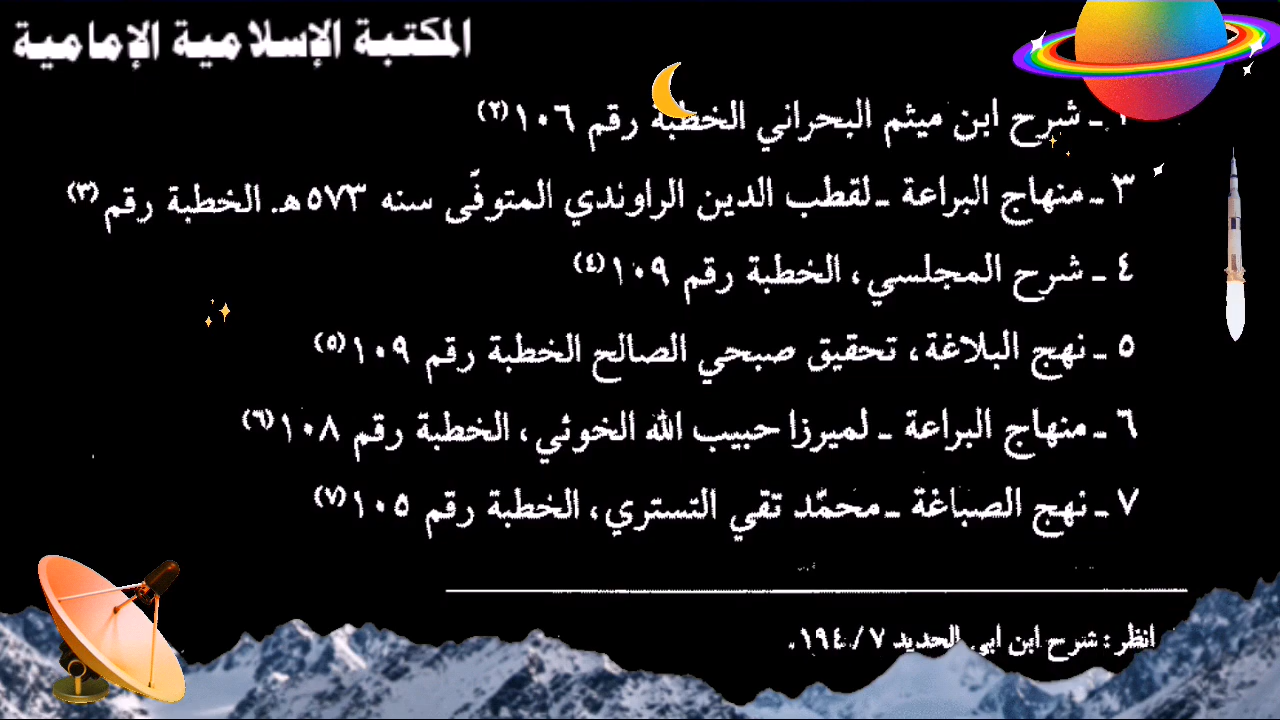 المكتبة الإسلامية الإمامية
ـ شرح ابن ميثم البحراني الخطبة رقم ١٠٦(٢)
٣ ـ منهاج البراعة ـ لقطب الدين الراوندي المتوفّى سنه ٥٧٣هـ. الخطبة رقم(٣)
٤ ـ شرح المجلسي، الخطبة رقم ١٠٩(٤)
٥ ـ نهج البلاغة، تحقيق صبحي الصالح الخطبة رقم ١٠٩(٥)
٦ ـ منهاج البراعة ـ لميرزا حبيب الله الخوئي، الخطبة رقم ١٠٨(٦)
٧ ـ نهج الصباغة ـ محمّد تقي التستري، الخطبة رقم ١٠٥(٧)
انظر: شرح ابن ابي الحديد ٧/ ١٩٤.